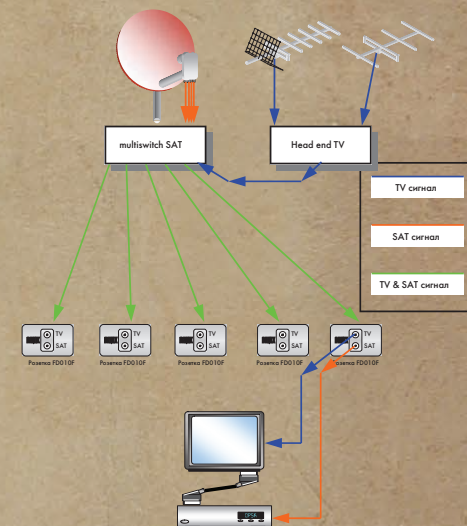 multiswitch SAT
Head end TV
TV сигнал
SAT сигнал
TV & SAT сигнал
TV
SAT
TV
SAT
TV
SAT
TV
SAT
TV
SAT
Розетка FD010F
Розетка FD010F
Розетка FD010F
Розетка FD010F
Розетка FD010F